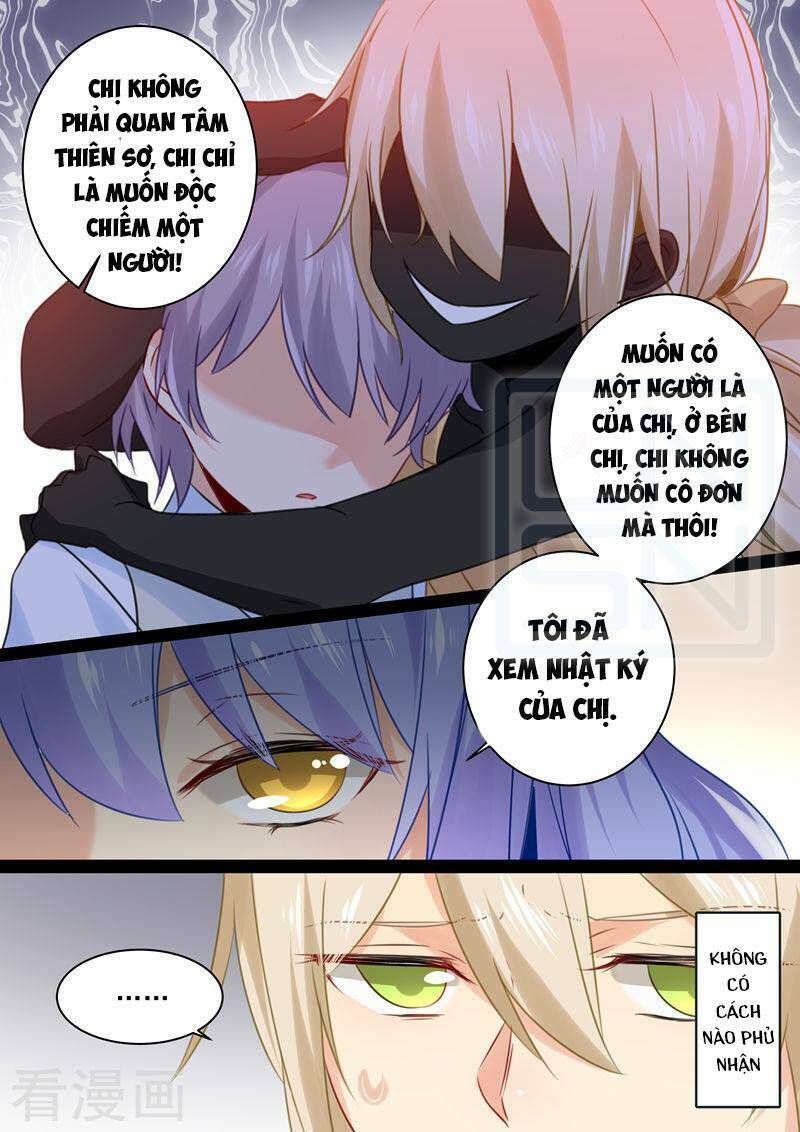 CHỊ KHÔNG
PHẢI QUAN TÂM
THIÊN SƠ, CHỊ CHỈ
LÀ MUỐN ĐỘC
CHIẾM MỘT
NGƯỜI!
MUỐN CÓ
MỘT NGƯỜI LÀ
CỦA CHỊ, Ở BÊN
CHỊ, CHỊ KHÔNG
MUỐN CÔ ĐƠN
MÀ THÔI!
TÔI ĐÃ
XEM NHẬT KÝ
CỦA CHỊ.
......
KHÔNG
CÓ
CÁCH
NÀO PHỦ
NHẬN
看漫画